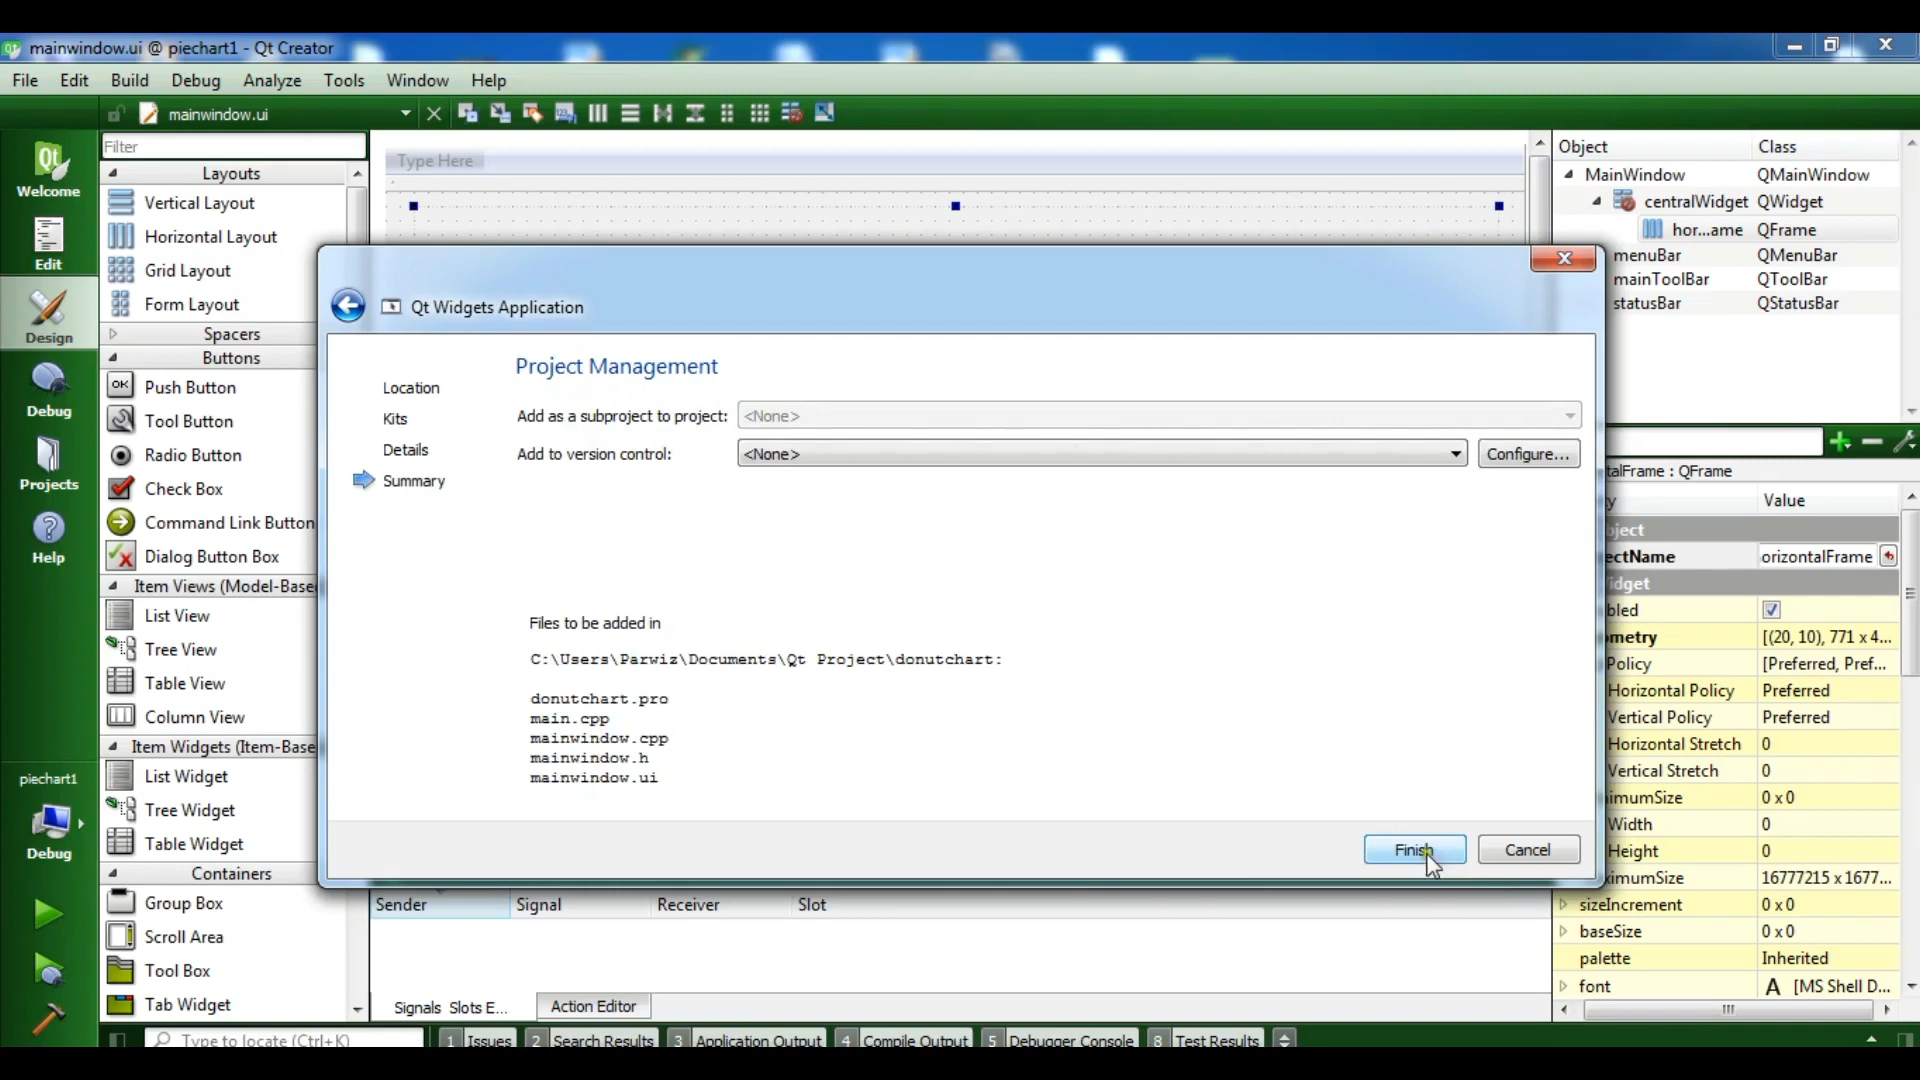 mainwindow.ui @ piechart1 - Qt Creator
File Edit Build Debug Analyze Tools Window Help
mainwindow.ui
Welcome
Edit
Design
Debug
Projects
Help
piechart1
Debug
Filter
Layouts
Vertical Layout
Horizontal Layout
Grid Layout
Form Layout
Spacers
Buttons
Push Button
Tool Button
Radio Button
Check Box
Command Link Button
Dialog Button Box
Item Views (Model-Base
List View
Tree View
Table View
Column View
Item Widgets (Item-Base
List Widget
Tree Widget
Table Widget
Containers
Group Box
Scroll Area
Tool Box
Tab Widget
Type Here
Qt Widgets Application
Location
Kits
Details
Summary
Project Management
Add as a subproject to project: <None>
Add to version control: <None> Configure...
Files to be added in
C:\Users\Parwiz\Documents\Qt Project\donutchart:
donutchart.pro
main.cpp
mainwindow.cpp
mainwindow.h
mainwindow.ui
Finish Cancel
Sender Signal Receiver Slot
Signals Slots E... Action Editor
Object Class
MainWindow QMainWindow
centralWidget QWidget
hor...ame QFrame
menuBar QMenuBar
mainToolBar QToolBar
statusBar QStatusBar
talFrame : QFrame
y Value
bject
ectName orizontalFrame
idget
bled
ometry [(20, 10), 771 x 4...
Policy [Preferred, Pref...
Horizontal Policy Preferred
Vertical Policy Preferred
Horizontal Stretch 0
Vertical Stretch 0
imumSize 0 x 0
Width 0
Height 0
ximumSize 16777215 x 1677...
sizeIncrement 0 x 0
baseSize 0 x 0
palette Inherited
font A [MS Shell D...
Type to locate (Ctrl+K) 1 Issues 2 Search Results 3 Application Output 4 Compile Output 5 Debugger Console 8 Test Results